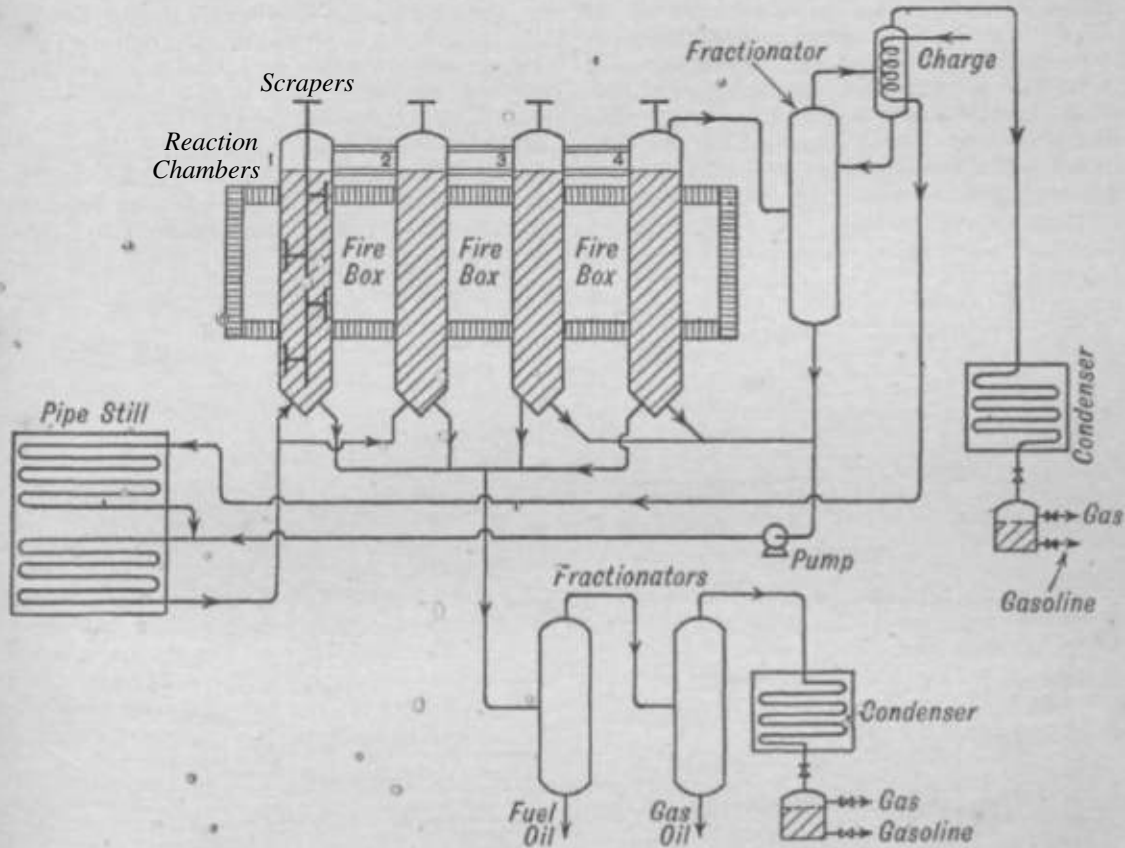 Fractionator
Charge
Scrapers
Reaction
Chambers
1
2
3
4
Fire
Box
Fire
Box
Fire
Box
Condenser
Pipe Still
Gas
Gasoline
Pump
Fractionators
Condenser
Fuel
Oil
Gas
Oil
Gas
Gasoline